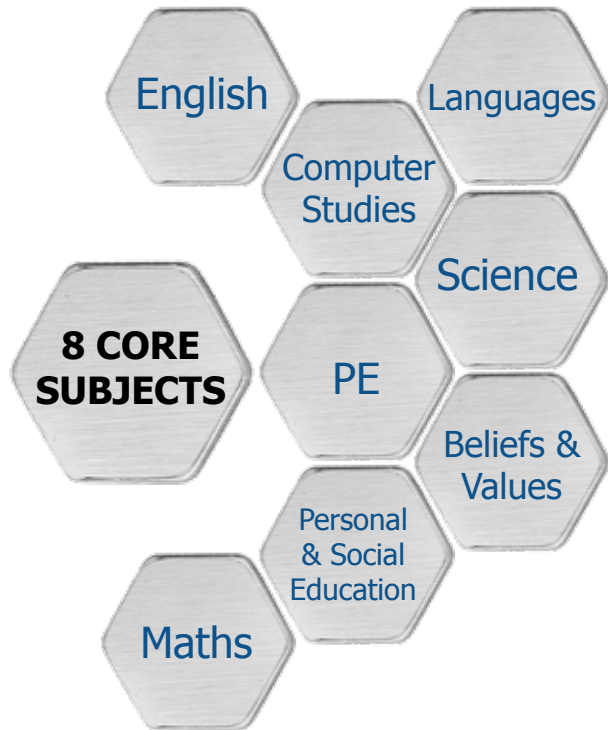 English
Languages
Computer
Studies
Science
8 CORE
SUBJECTS
PE
Beliefs &
Values
Personal
& Social
Education
Maths